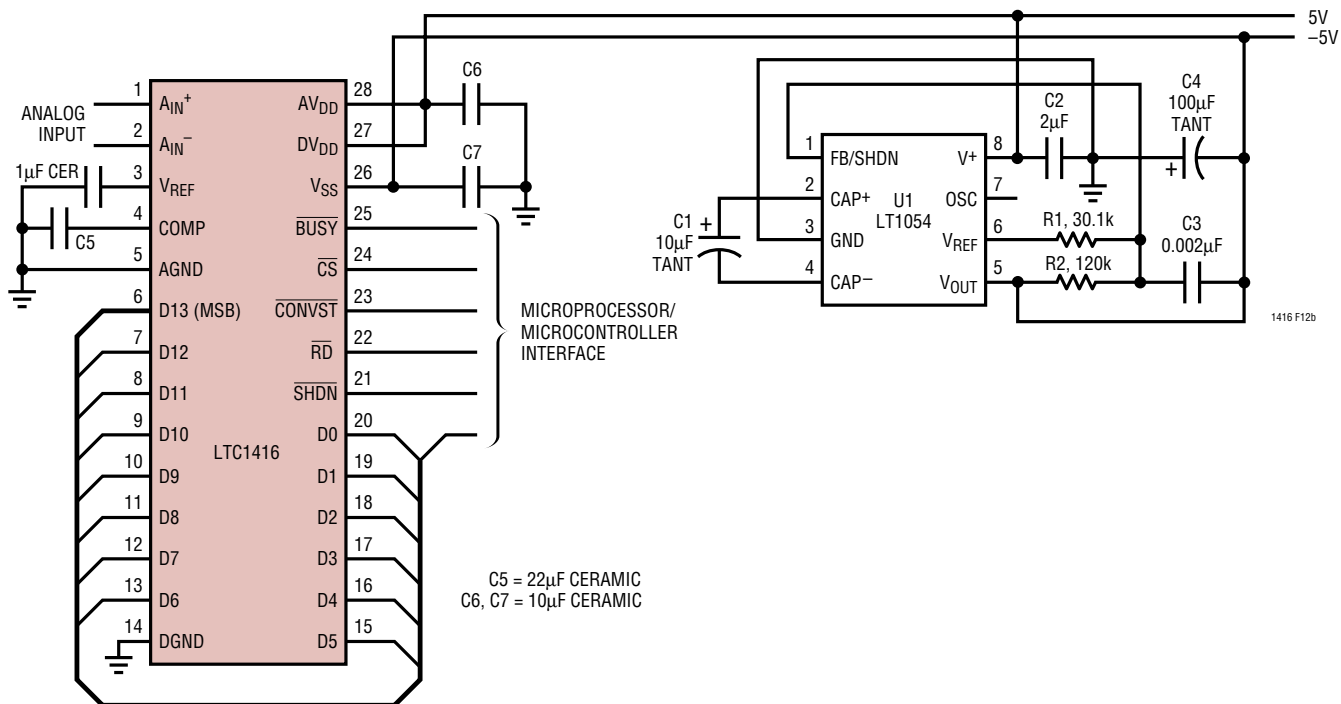 5V
–5V
ANALOG
INPUT
1µF CER
C5
1
2
3
4
5
6
7
8
9
10
11
12
13
14
AIN+
AIN–
VREF
COMP
AGND
D13 (MSB)
D12
D11
D10
D9
D8
D7
D6
DGND
LTC1416
AVDD
DVDD
VSS
BUSY
CS
CONVST
RD
SHDN
D0
D1
D2
D3
D4
D5
28
27
26
25
24
23
22
21
20
19
18
17
16
15
C6
C7
MICROPROCESSOR/
MICROCONTROLLER
INTERFACE
C5 = 22µF CERAMIC
C6, C7 = 10µF CERAMIC
C1
10µF
TANT
+
1
2
3
4
FB/SHDN
CAP+
GND
CAP–
U1
LT1054
V+
OSC
VREF
VOUT
8
7
6
5
C2
2µF
C4
100µF
TANT
+
R1, 30.1k
R2, 120k
C3
0.002µF
1416 F12b